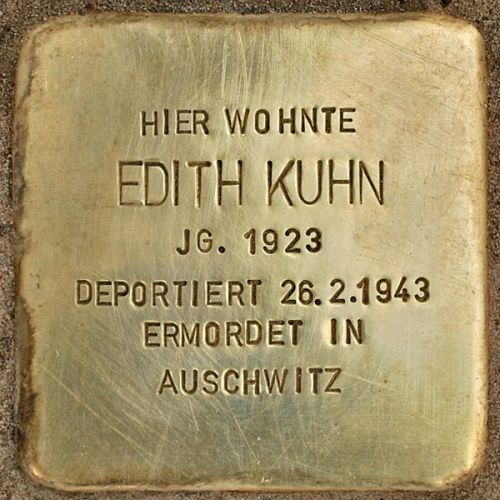 HIER WOHNTE
EDITH KUHN
JG. 1923
DEPORTIERT 26.2.1943
ERMORDET IN
AUSCHWITZ